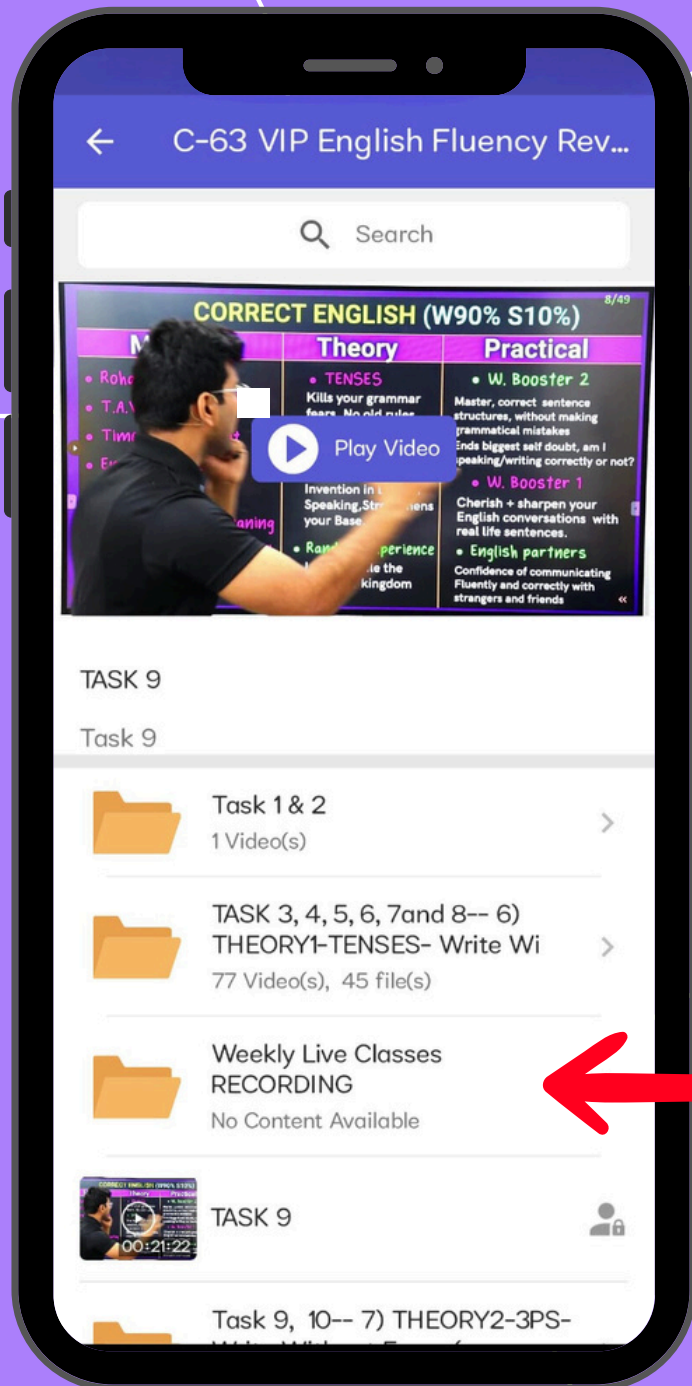 C-63 VIP English Fluency Rev...
Search
8/49
CORRECT ENGLISH (W90% S10%)
Theory
Practical
• TENSES
Kills your grammar
fears. No old rules
Invention in
Speaking,
your Base.
kingdom
• W. Booster 2
Master, correct sentence
structures, without making
grammatical mistakes
Ends biggest self doubt, am I
speaking/writing correctly or not?
• W. Booster 1
Cherish + sharpen your
English conversations with
real life sentences.
• English partners
Confidence of communicating
Fluently and correctly with
strangers and friends
Play Video
TASK 9
Task 9
Task 1 & 2
1 Video(s)
TASK 3, 4, 5, 6, 7and 8-- 6)
THEORY1-TENSES- Write Wi
77 Video(s), 45 file(s)
Weekly Live Classes
RECORDING
No Content Available
00:21:22
TASK 9
Task 9, 10-- 7) THEORY2-3PS-